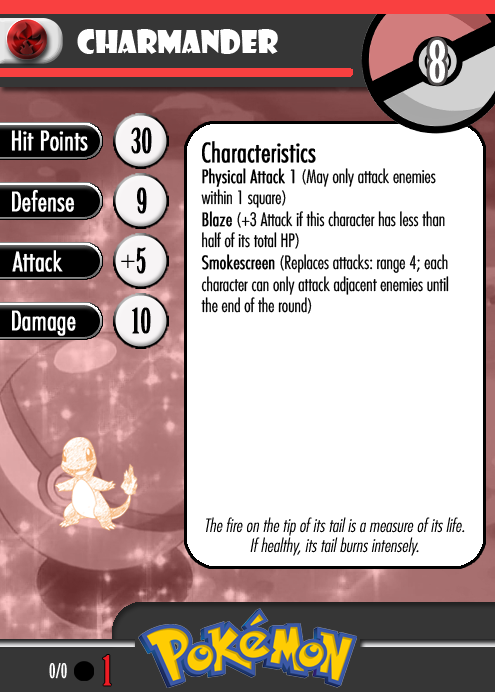 CHARMANDER
8
Hit Points 30
Defense 9
Attack +5
Damage 10
Characteristics
Physical Attack 1 (May only attack enemies
within 1 square)
Blaze (+3 Attack if this character has less than
half of its total HP)
Smokescreen (Replaces attacks: range 4; each
character can only attack adjacent enemies until
the end of the round)
The fire on the tip of its tail is a measure of its life.
If healthy, its tail burns intensely.
0/0 1
POKéMON